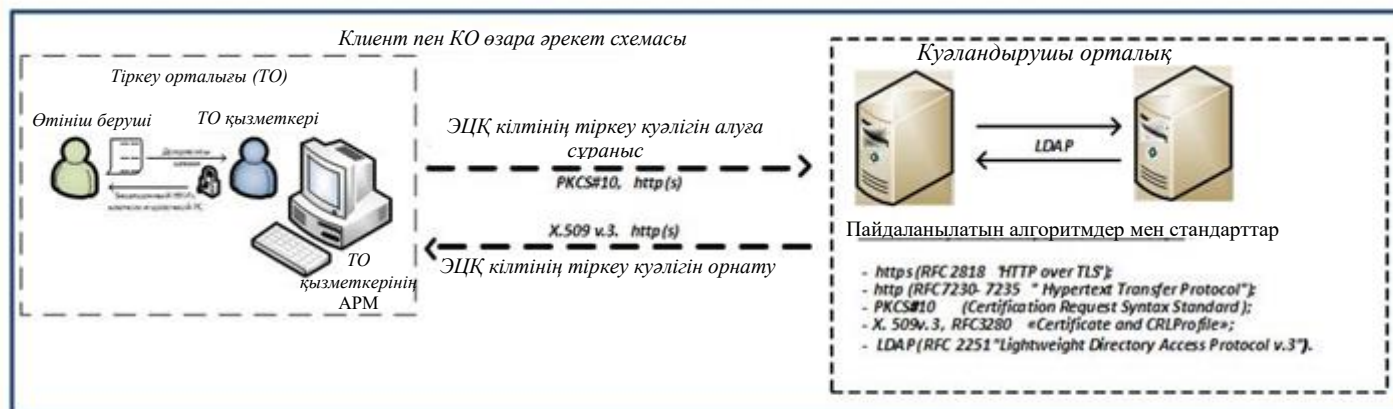 Клиент пен КО өзара әрекет схемасы
Тіркеу орталығы (ТО)
Өтініш беруші
ТО қызметкері
ТО
қызметкерінің
АРМ
ЭЦҚ кілтінің тіркеу куәлігін алуға
сұраныс
PKCS#10, http(s)
X.509 v.3. http(s)
ЭЦҚ кілтінің тіркеу куәлігін орнату
Куәландырушы орталық
LDAP
Пайдаланылатын алгоритмдер мен стандарттар
- https (RFC 2818 "HTTP over TLS");
- http (RFC7230- 7235 " Hypertext Transfer Protocol");
- PKCS#10 (Certification Request Syntax Standard);
- X. 509v.3, RFC3280 «Certificate and CRLProfile»;
- LDAP (RFC 2251 "Lightweight Directory Access Protocol v.3").